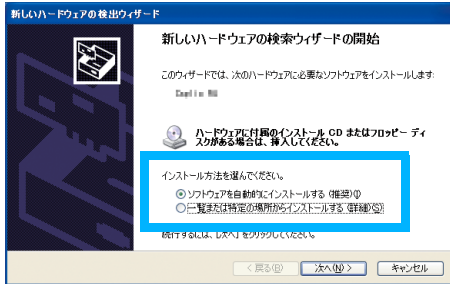 新しいハードウェアの検出ウィザード
新しいハードウェアの検索ウィザードの開始
このウィザードでは、次のハードウェアに必要なソフトウェアをインストールします:
ハードウェアに付属のインストール CD またはフロッピー ディ
スクがある場合は、挿入してください。
インストール方法を選んでください。
ソフトウェアを自動的にインストールする (推奨)(I)
一覧または特定の場所からインストールする (詳細)(S)
続行するには、[次へ] をクリックしてください。
< 戻る(B) 次へ(N) > キャンセル